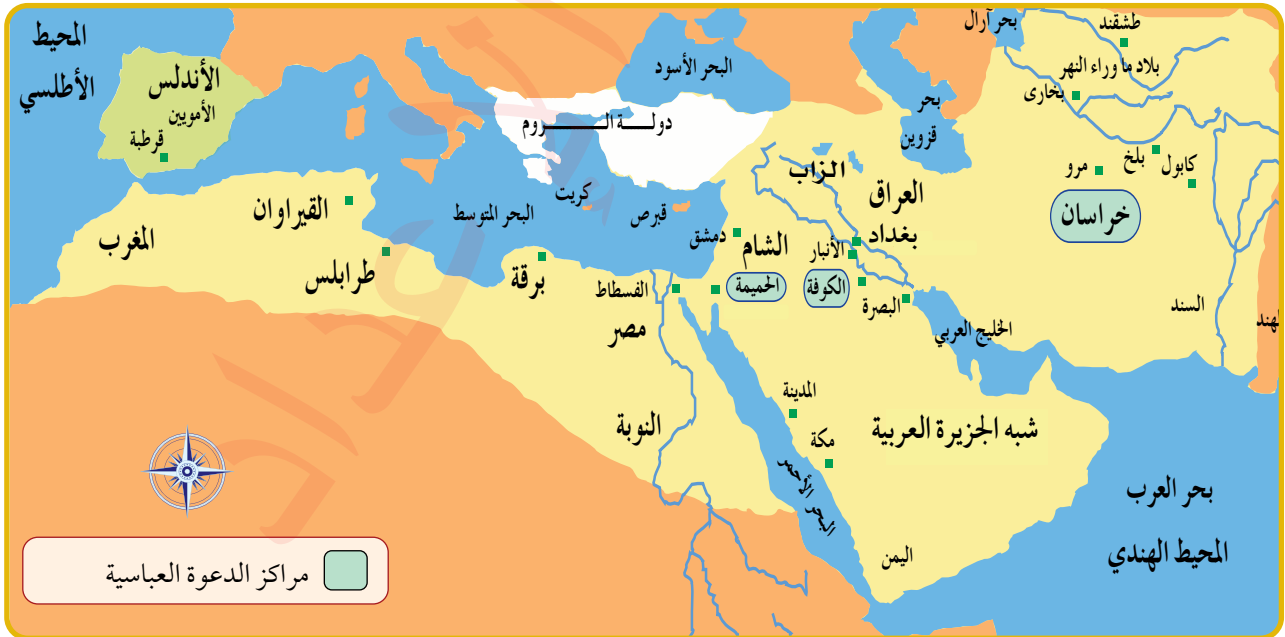 المحيط
الأطلسي
الأندلس
الأمويين
قرطبة
البحر الأسود
دولة الروم
بحر آرال
طشقند
بلاد ما وراء النهر
بخارى
بحر
قزوين
الزاب
العراق
بغداد
الأنبار
مرو
بلخ
كابول
خراسان
كريت
قبرص
البحر المتوسط
دمشق
الشام
الحميمة
الكوفة
البصرة
القيراوان
المغرب
طرابلس
برقة
الفسطاط
مصر
الخليج العربي
السند
الهند
المدينة
مكة
شبه الجزيرة العربية
النوبة
البحر الأحمر
بحر العرب
المحيط الهندي
اليمن
مراكز الدعوة العباسية